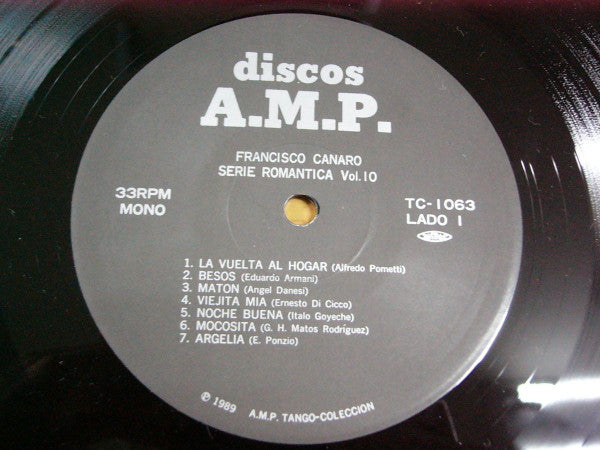 discos
A.M.P.
FRANCISCO CANARO
SERIE ROMANTICA Vol.10
33RPM
MONO
TC-1063
LADO 1
1. LA VUELTA AL HOGAR (Alfredo Pometti)
2. BESOS (Eduardo Armani)
3. MATON (Angel Danesi)
4. VIEJITA MIA (Ernesto Di Cicco)
5. NOCHE BUENA (Italo Goyeche)
6. MOCOSITA (G. H. Matos Rodriguez)
7. ARGELIA (E. Ponzio)
℗ 1989 A.M.P. TANGO-COLECCION